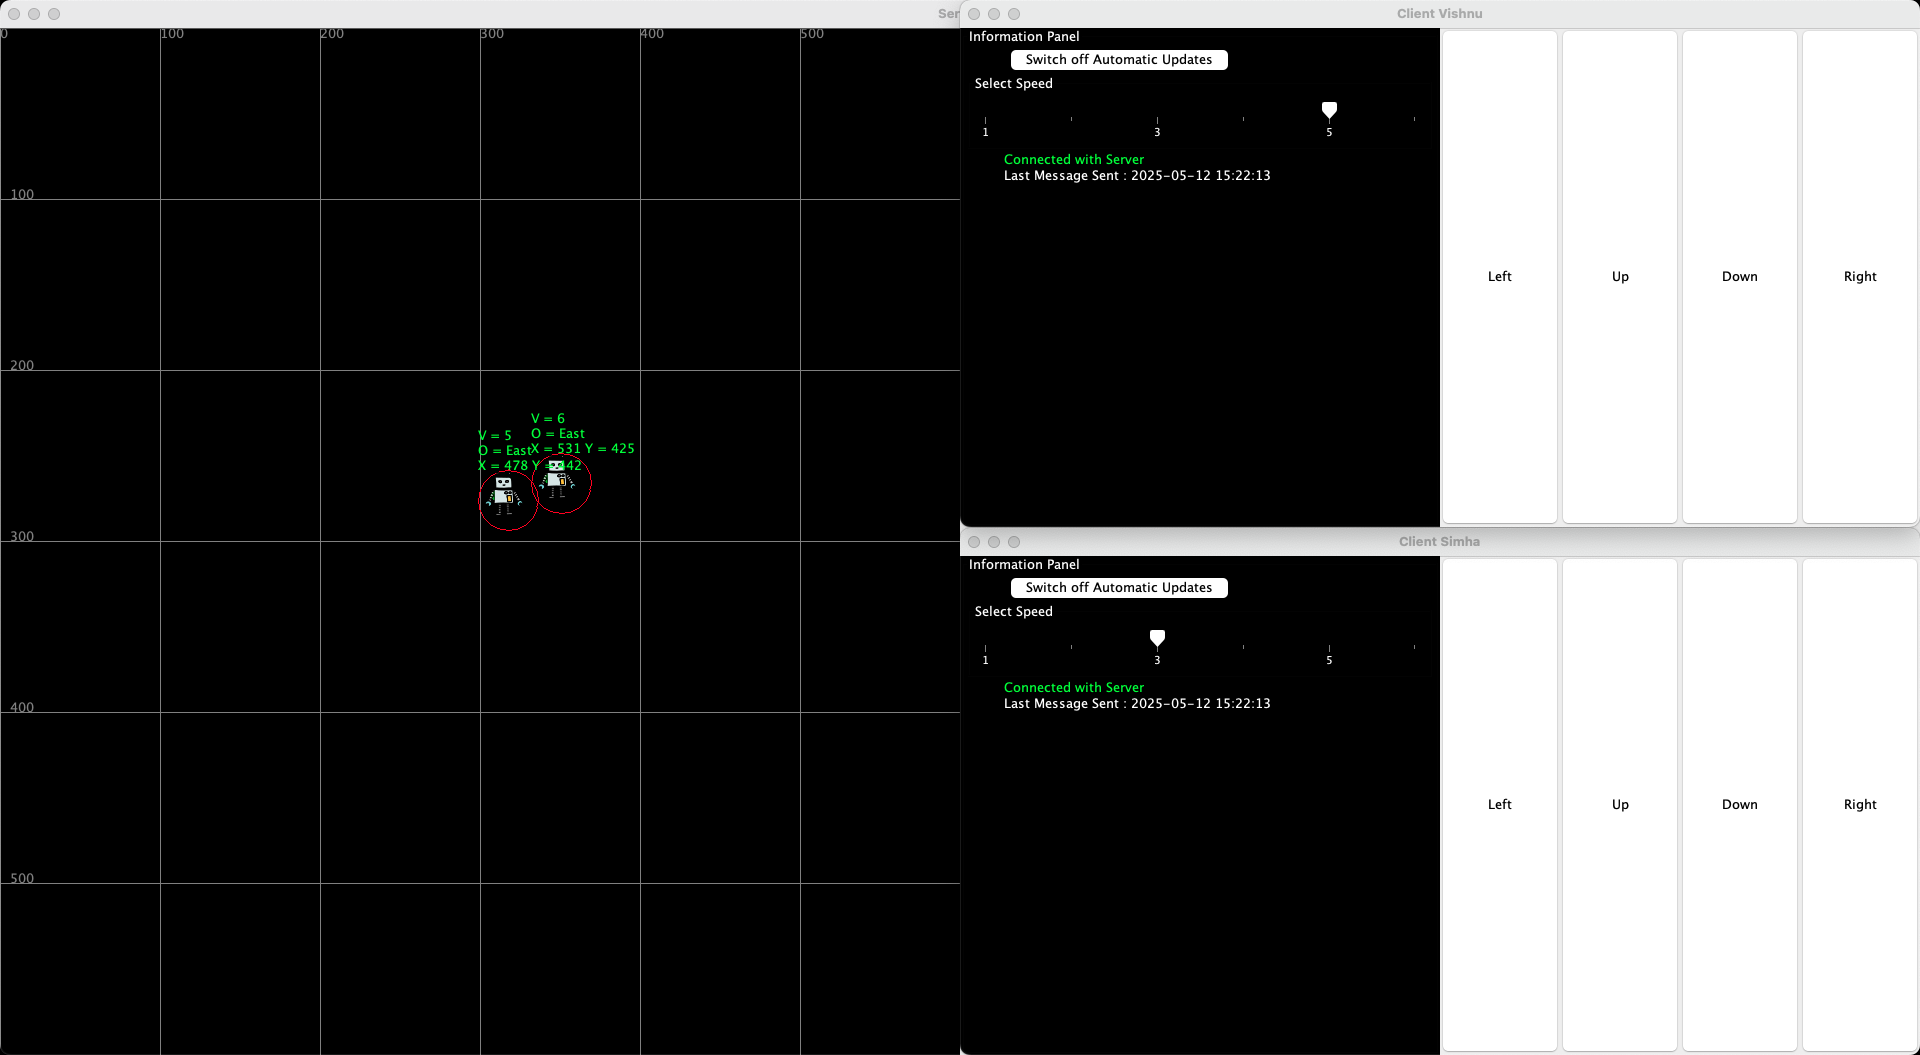 Ser
0
100
200
300
400
500
100
200
300
400
500
V = 6
O = East
X = 531 Y = 425
V = 5
O = East
X = 478 Y = 442
Client Vishnu
Information Panel
Switch off Automatic Updates
Select Speed
1 3 5
Connected with Server
Last Message Sent : 2025-05-12 15:22:13
Left
Up
Down
Right
Client Simha
Information Panel
Switch off Automatic Updates
Select Speed
1 3 5
Connected with Server
Last Message Sent : 2025-05-12 15:22:13
Left
Up
Down
Right